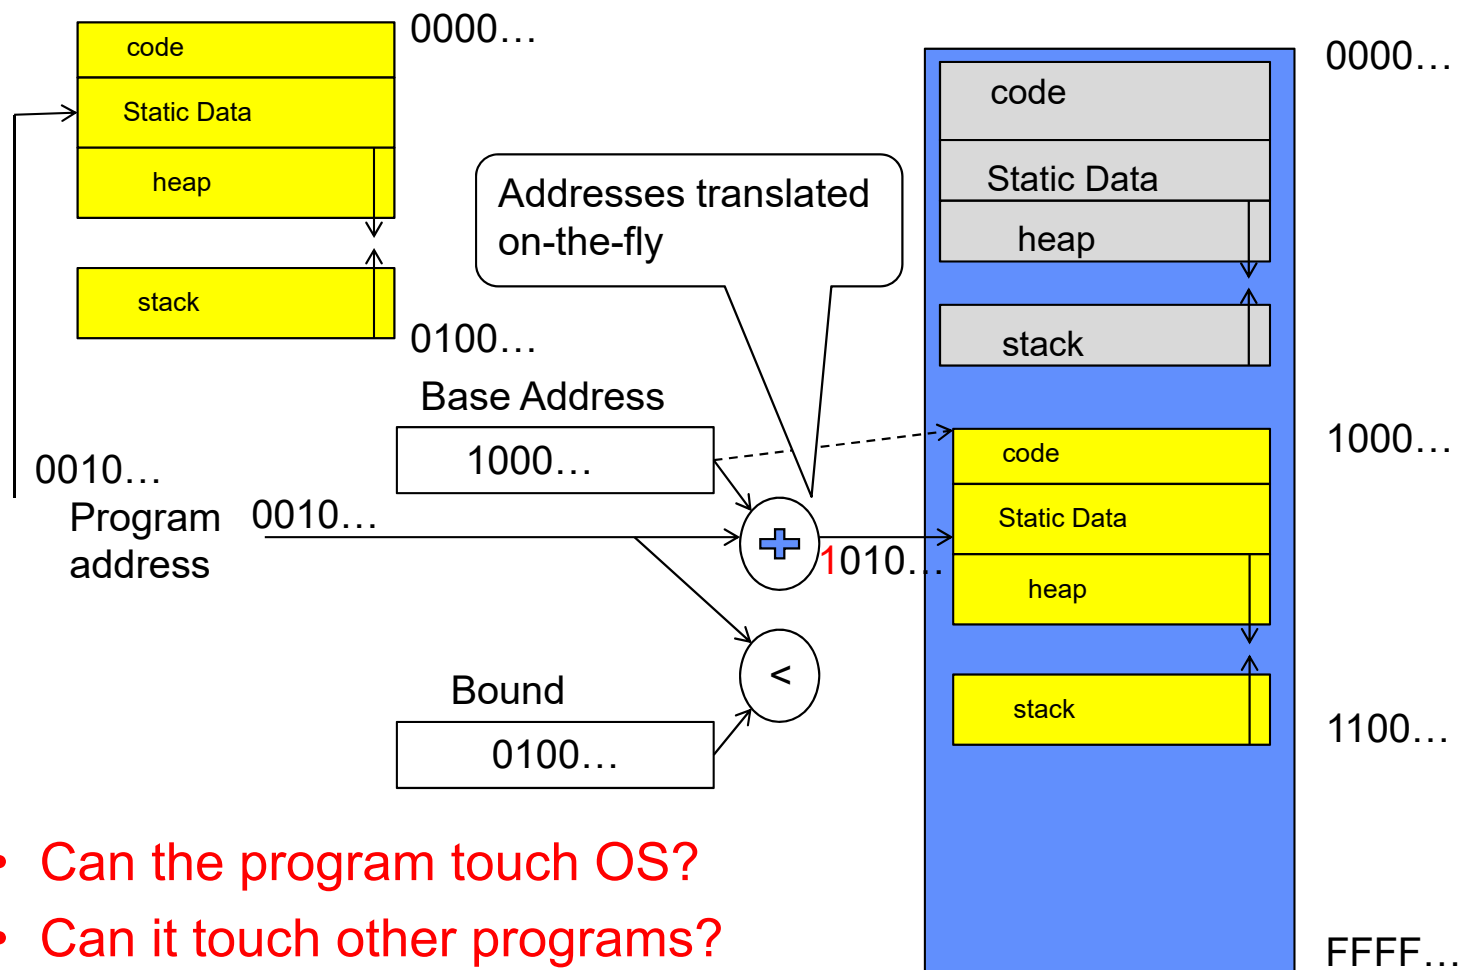 code
Static Data
heap
stack
0000…
0100…
0010…
Program
address
0010…
Base Address
1000…
Bound
0100…
Addresses translated
on-the-fly
+
<
1010…
code
Static Data
heap
stack
code
Static Data
heap
stack
0000…
1000…
1100…
FFFF…
• Can the program touch OS?
• Can it touch other programs?